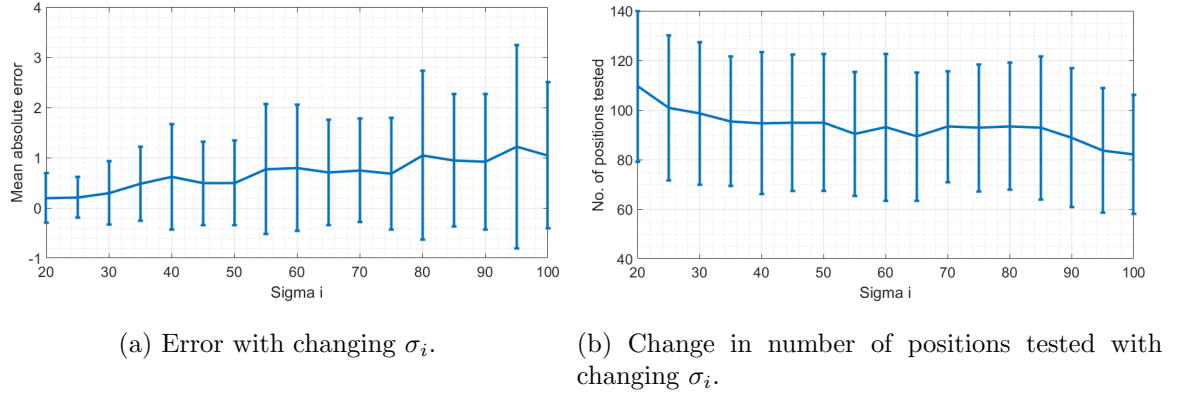 4
3
2
1
0
-1
Mean absolute error
20 30 40 50 60 70 80 90 100
Sigma i
140
120
100
80
60
40
No. of positions tested
20 30 40 50 60 70 80 90 100
Sigma i
(a) Error with changing σᵢ.
(b) Change in number of positions tested with
changing σᵢ.